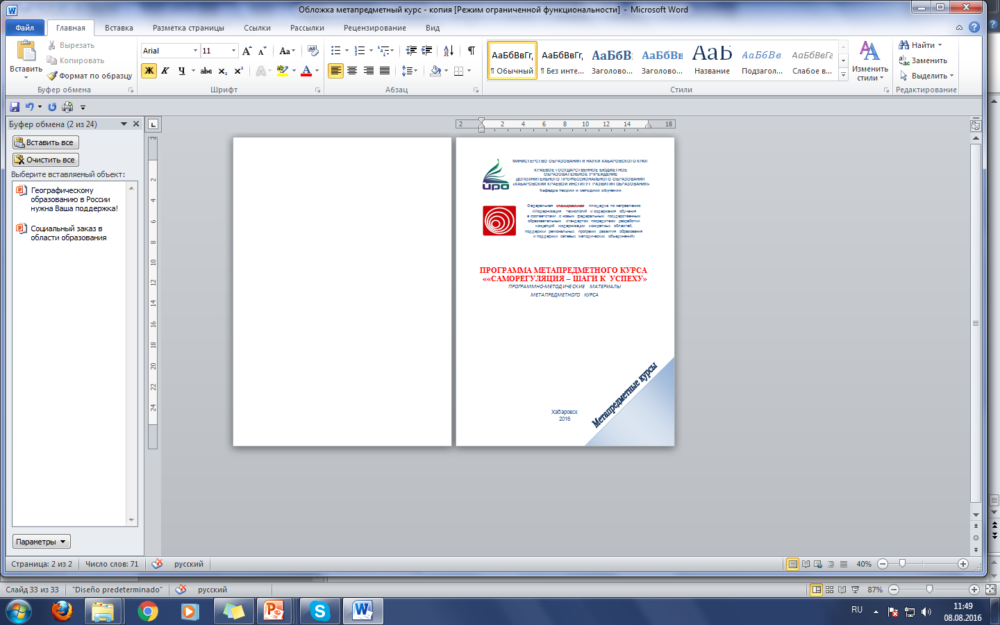 Обложка метапредметный курс - копия [Режим ограниченной функциональности] - Microsoft Word
Файл Главная Вставка Разметка страницы Ссылки Рассылки Рецензирование Вид
Вставить
Вырезать
Копировать
Формат по образцу
Буфер обмена
Arial 11
Ж К Ч abc x₂ x²
Шрифт
Абзац
АаБбВвГг, АаБбВвГг, АаБбВ: АаБбВв АаЬ АаБбВв. АаБбВвГг
¶ Обычный ¶ Без инте... Заголово... Заголово... Название Подзагол... Слабое в...
Стили
Изменить стили
Найти
Заменить
Выделить
Редактирование
Буфер обмена (2 из 24)
Вставить все
Очистить все
Выберите вставляемый объект:
Географическому
образованию в России
нужна Ваша поддержка!
Социальный заказ в
области образования
Параметры
2 2 4 6 8 10 12 14 18
2 2 4 6 8 10 12 14 16 18 20 22 24
ИРО
МИНИСТЕРСТВО ОБРАЗОВАНИЯ И НАУКИ ХАБАРОВСКОГО КРАЯ
КРАЕВОЕ ГОСУДАРСТВЕННОЕ БЮДЖЕТНОЕ
ОБРАЗОВАТЕЛЬНОЕ УЧРЕЖДЕНИЕ
ДОПОЛНИТЕЛЬНОГО ПРОФЕССИОНАЛЬНОГО ОБРАЗОВАНИЯ
«ХАБАРОВСКИЙ КРАЕВОЙ ИНСТИТУТ РАЗВИТИЯ ОБРАЗОВАНИЯ»
Кафедра теории и методики обучения
Федеральная стажировочная площадка по направлению
«Модернизация технологий и содержания обучения
в соответствии с новым федеральным государственным
образовательным стандартом посредством разработки
концепций модернизации конкретных областей,
поддержки региональных программ развития образования
и поддержки сетевых методических объединений»
ПРОГРАММА МЕТАПРЕДМЕТНОГО КУРСА
««САМОРЕГУЛЯЦИЯ – ШАГИ К УСПЕХУ»
ПРОГРАММНО-МЕТОДИЧЕСКИЕ МАТЕРИАЛЫ
МЕТАПРЕДМЕТНОГО КУРСА
Метапредметные курсы
Хабаровск
2016
Страница: 2 из 2 Число слов: 71 русский 40%
Слайд 33 из 33 "Diseño predeterminado" русский 87%
RU 11:49
08.08.2016